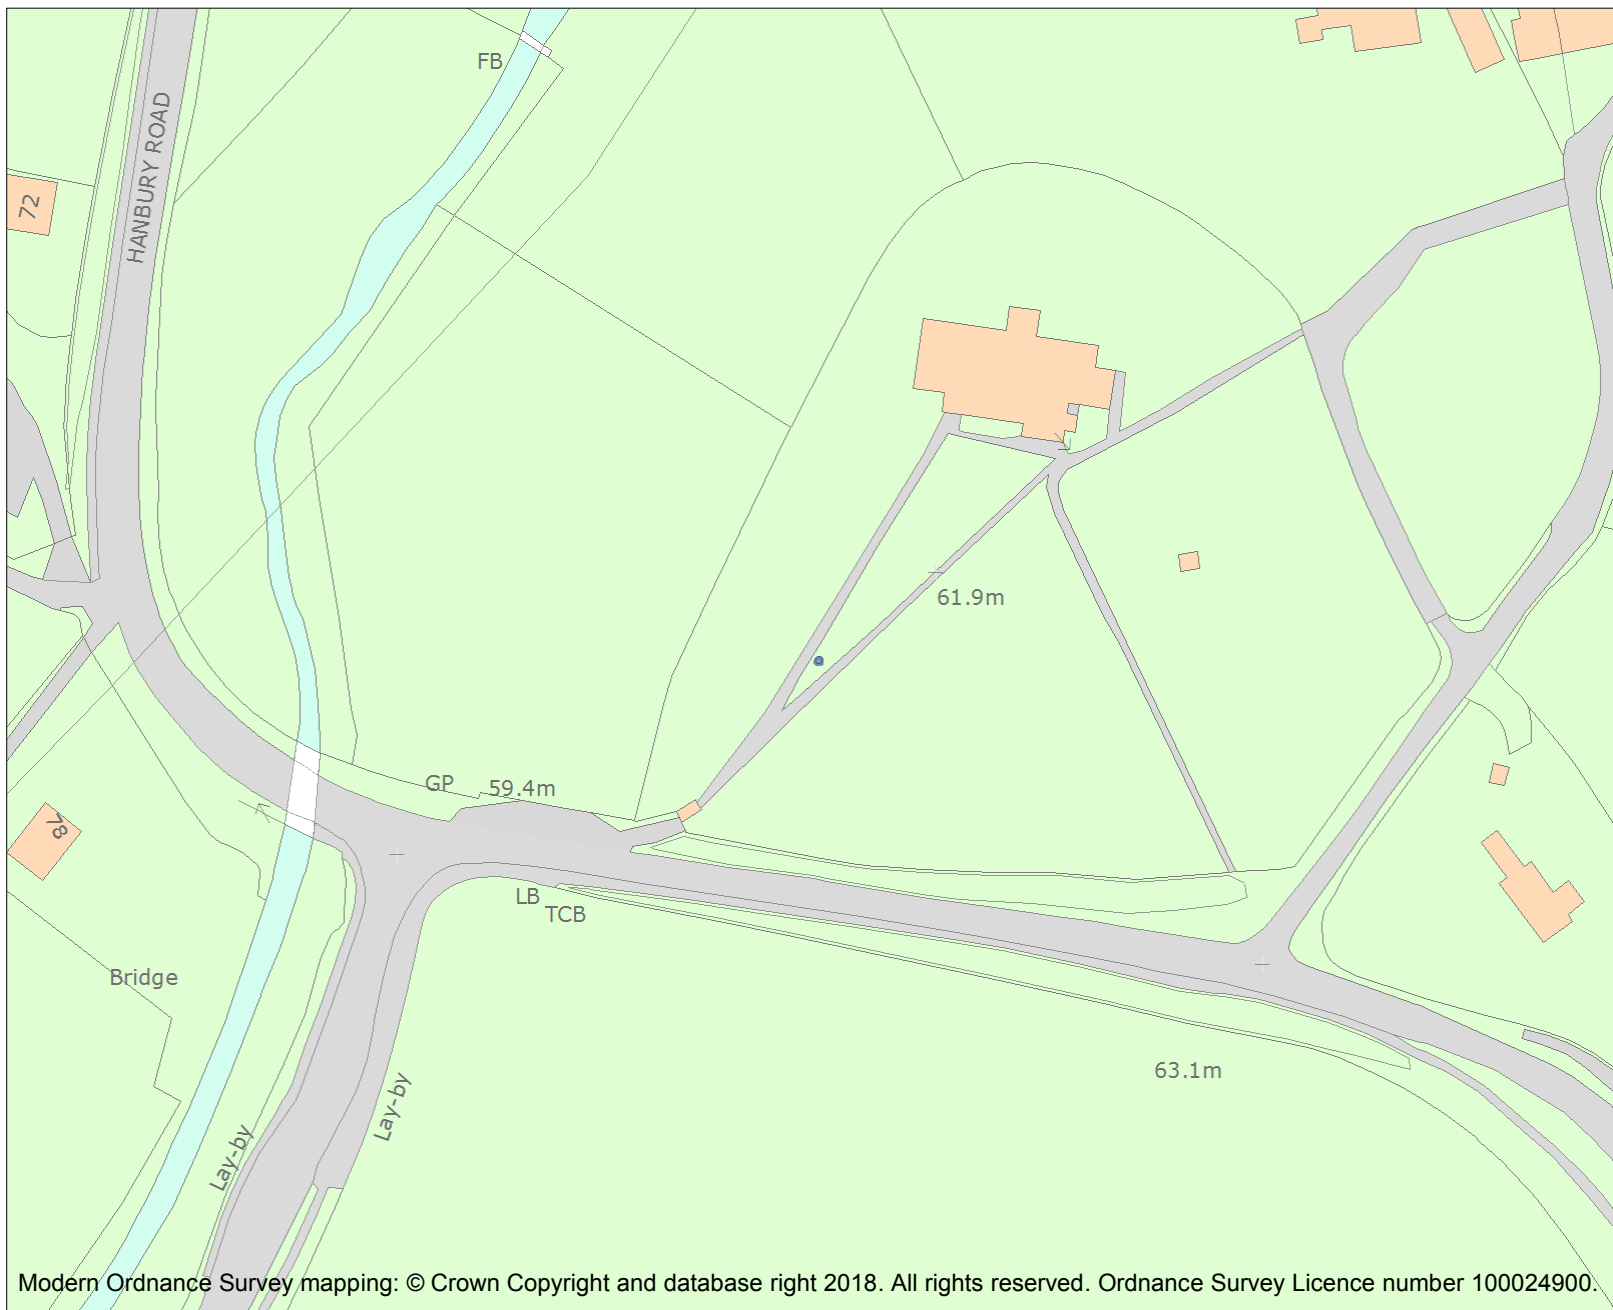 FB
HANBURY ROAD
72
61.9m
GP
59.4m
78
LB
TCB
Bridge
63.1m
Lay-by
Lay-by
Modern Ordnance Survey mapping: © Crown Copyright and database right 2018. All rights reserved. Ordnance Survey Licence number 100024900.